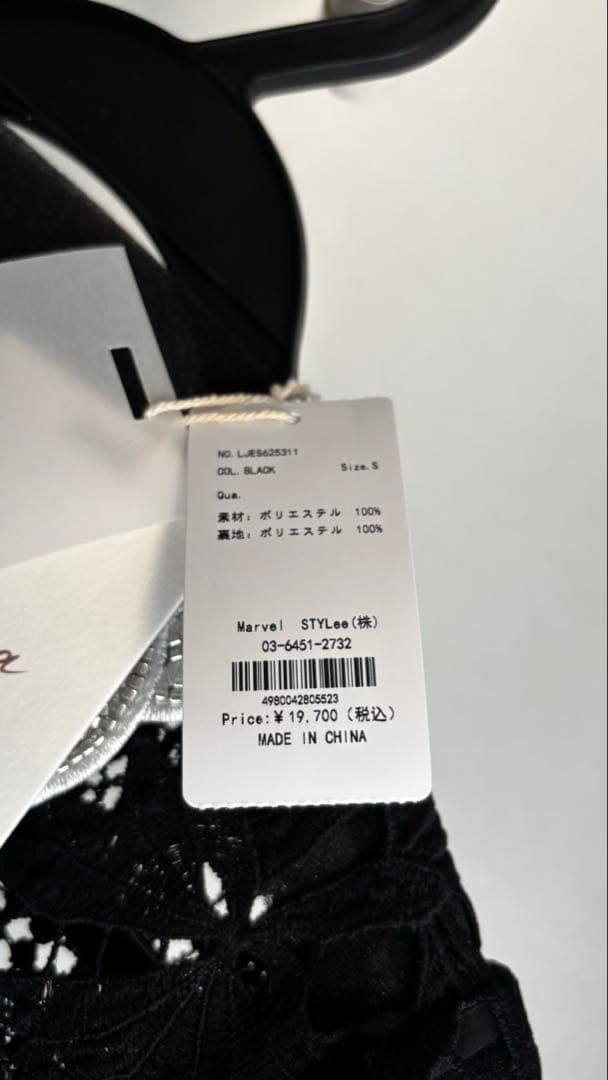 NO. LJES625311
COL. BLACK Size. S
Qua.
素材: ポリエステル 100%
裏地: ポリエステル 100%
Marvel STYLee(株)
03-6451-2732
4980042805523
Price:¥19,700(税込)
MADE IN CHINA